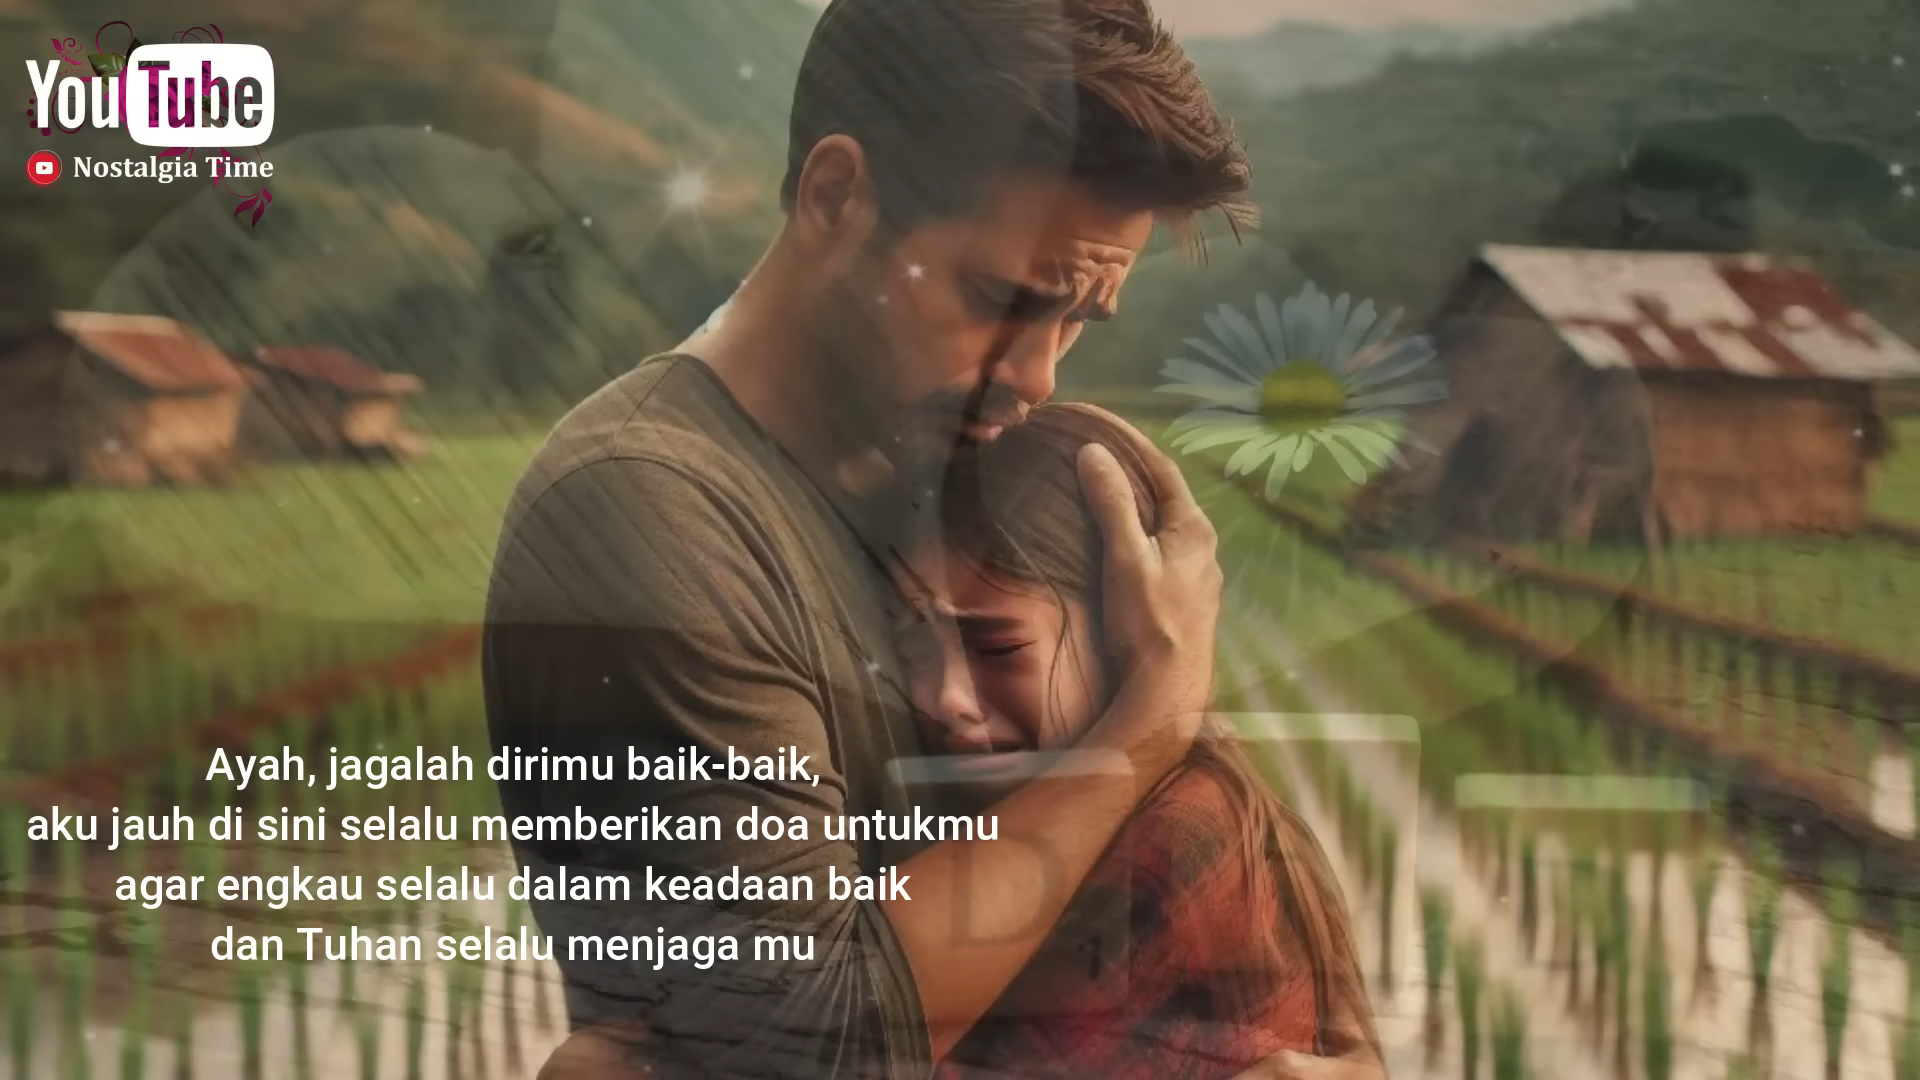 YouTube
Nostalgia Time
Ayah, jagalah dirimu baik-baik,
aku jauh di sini selalu memberikan doa untukmu
agar engkau selalu dalam keadaan baik
dan Tuhan selalu menjaga mu